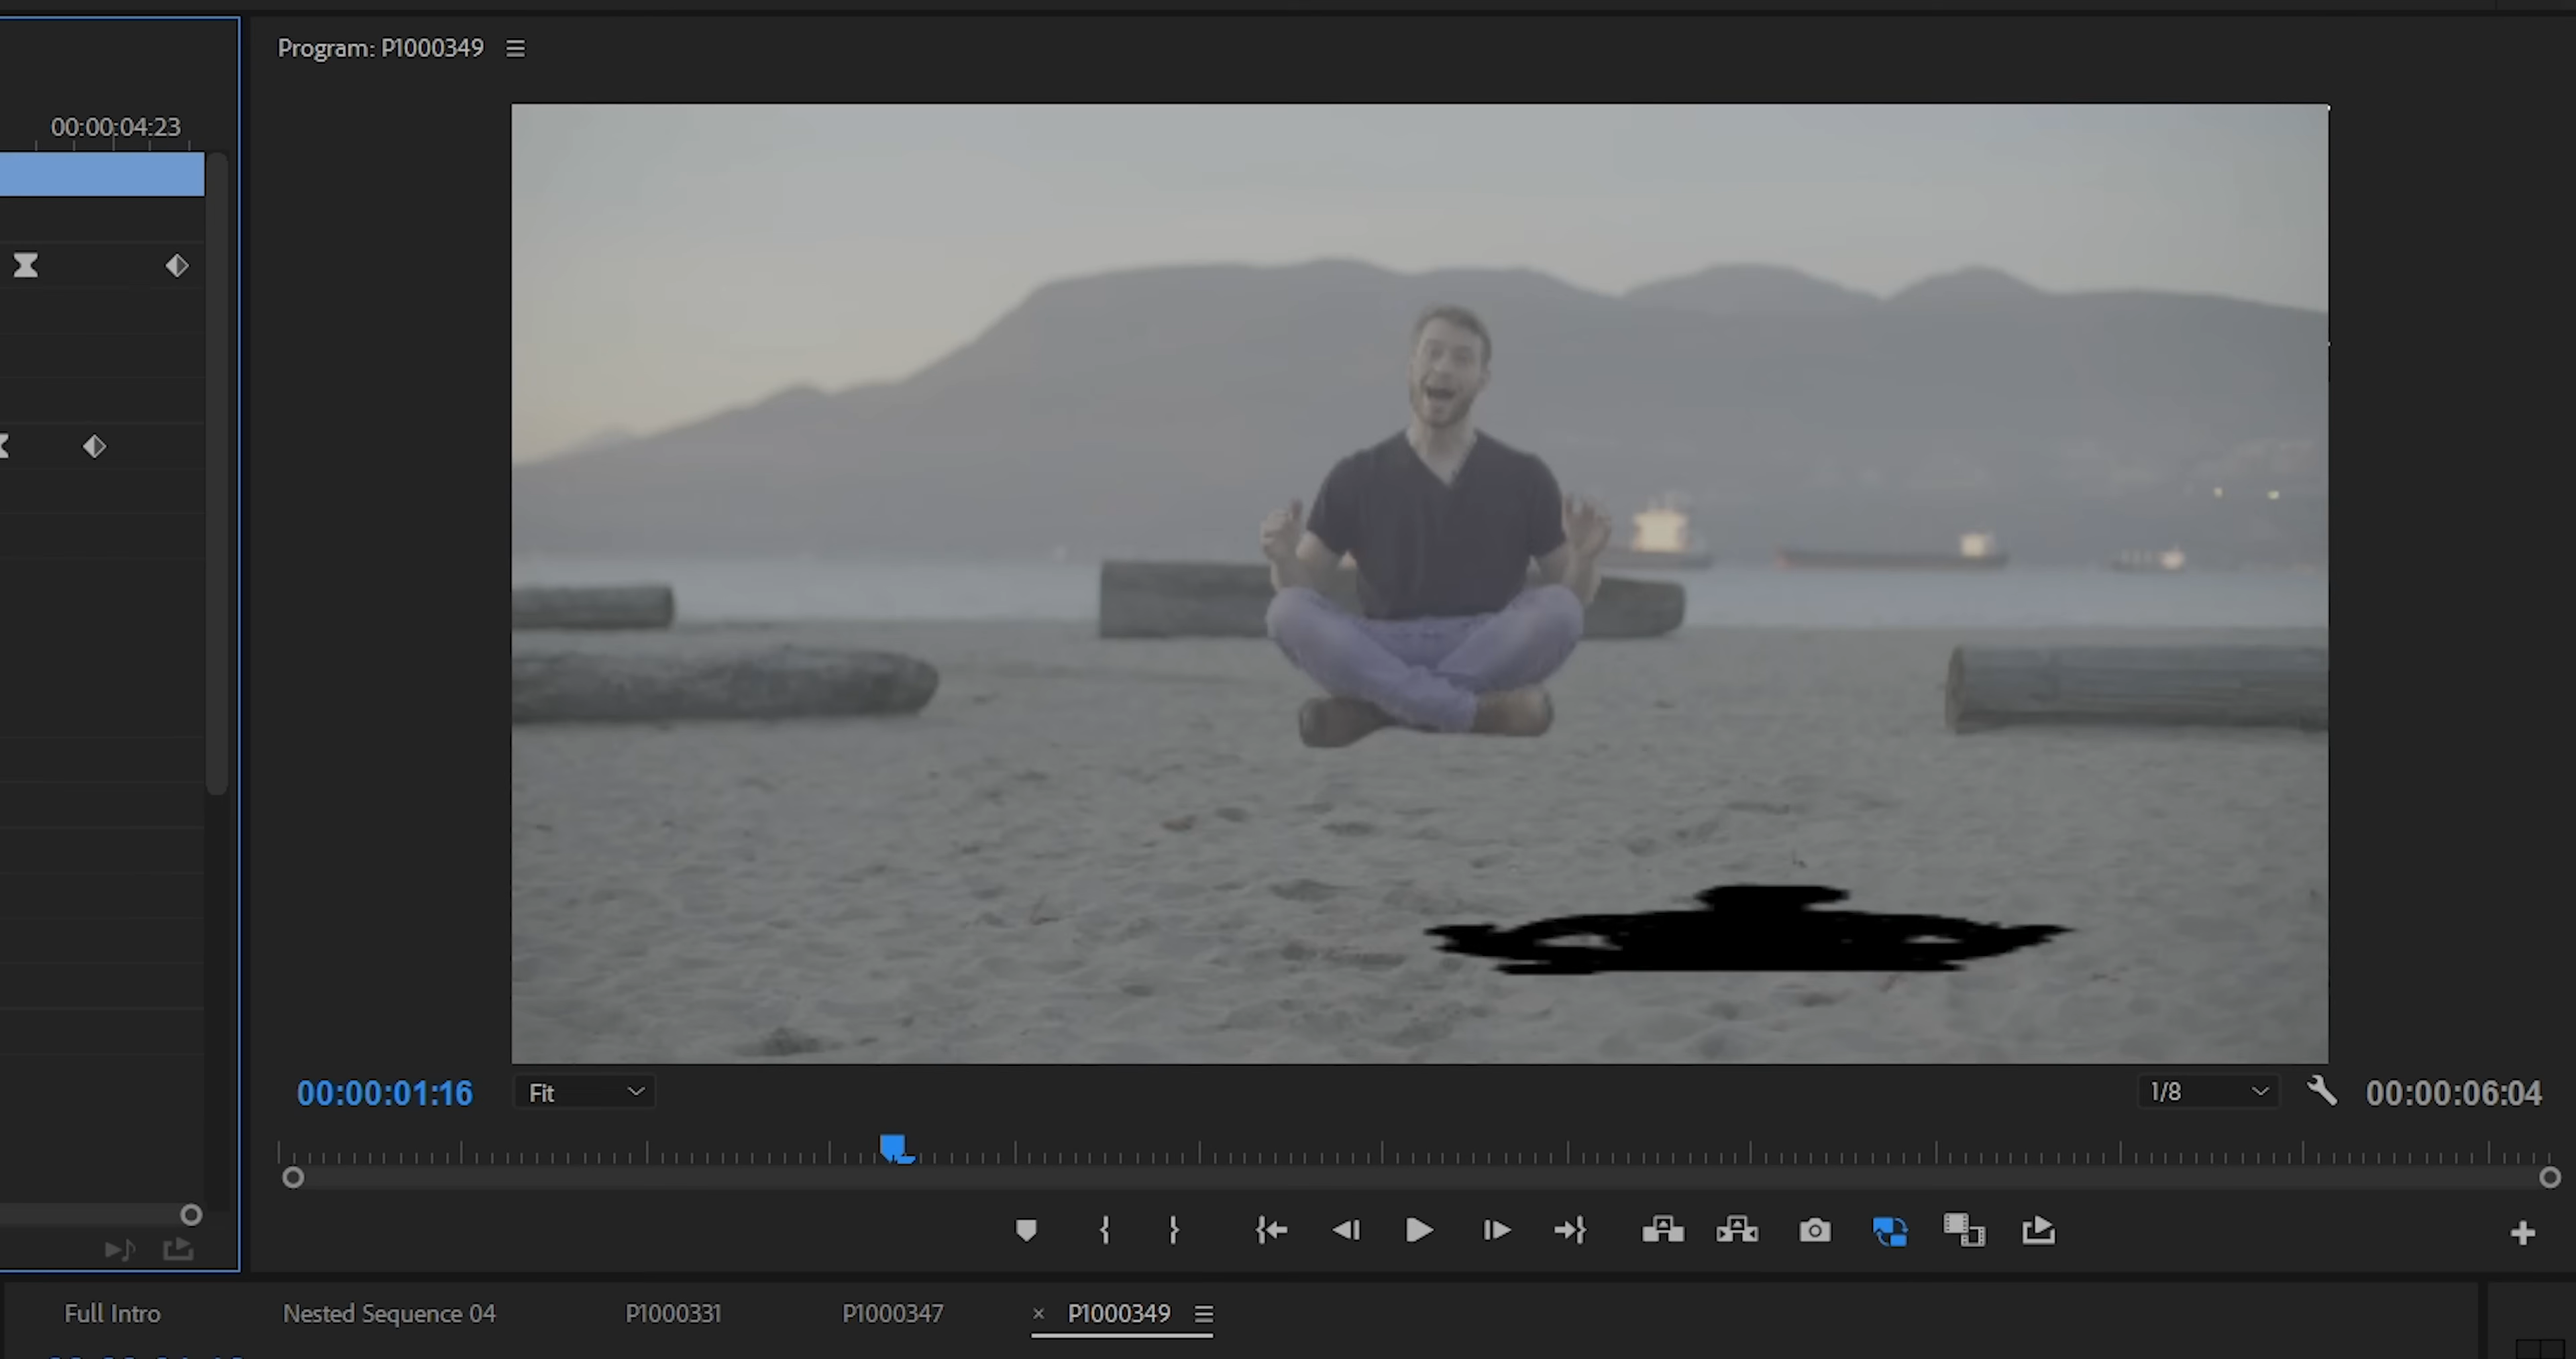 Program: P1000349
00:00:04:23
00:00:01:16
Fit
1/8
00:00:06:04
Full Intro
Nested Sequence 04
P1000331
P1000347
× P1000349